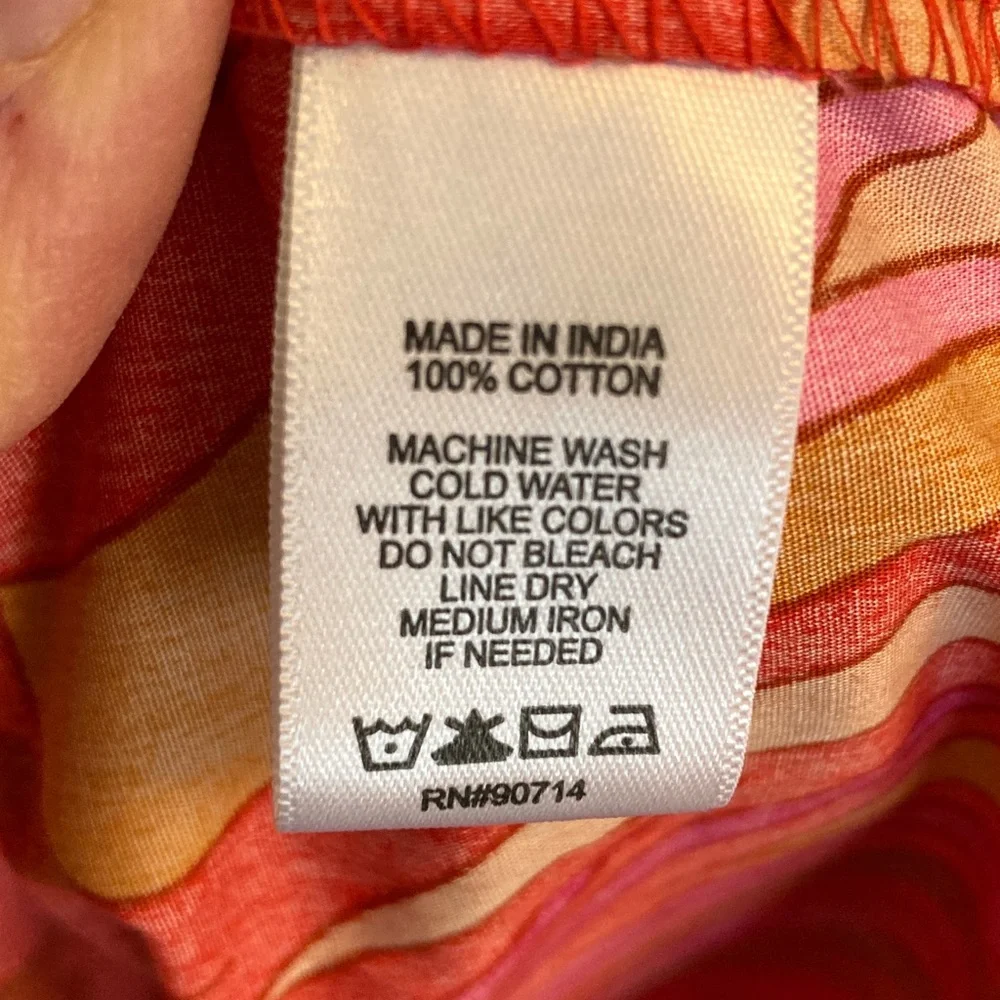 MADE IN INDIA
100% COTTON
MACHINE WASH
COLD WATER
WITH LIKE COLORS
DO NOT BLEACH
LINE DRY
MEDIUM IRON
IF NEEDED
RN#90714